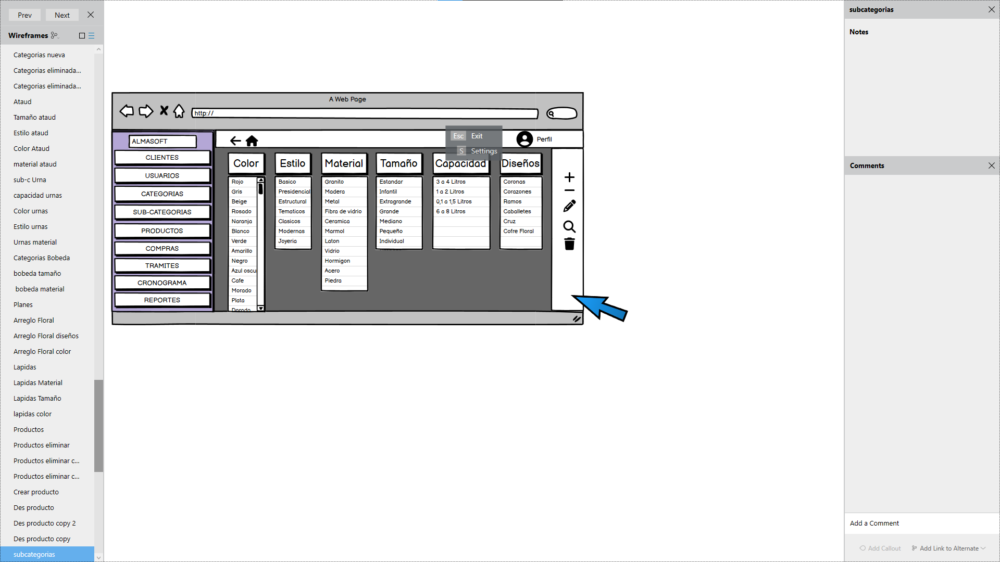 Prev
Next
Wireframes
Categorias nueva
Categorias eliminada...
Categorias eliminada...
Ataud
Tamaño ataud
Estilo ataud
Color Ataud
material ataud
sub-c Urna
capacidad urnas
Color urnas
Estilo urnas
Urnas material
Categorias Bobeda
bobeda tamaño
bobeda material
Planes
Arreglo Floral
Arreglo Floral diseños
Arreglo Floral color
Lapidas
Lapidas Material
Lapidas Tamaño
lapidas color
Productos
Productos eliminar
Productos eliminar c...
Productos eliminar c...
Crear producto
Des producto
Des producto copy 2
Des producto copy
subcategorias
A Web Page
http://
ALMASOFT
CLIENTES
USUARIOS
CATEGORIAS
SUB-CATEGORIAS
PRODUCTOS
COMPRAS
TRAMITES
CRONOGRAMA
REPORTES
Esc Exit
S Settings
Perfil
Color
Rojo
Gris
Beige
Rosado
Naranja
Blanco
Verde
Amarillo
Negro
Azul oscu
Cafe
Morado
Plata
Dorado
Estilo
Basico
Presidencial
Estructural
Tematicos
Clasicos
Modernas
Joyeria
Material
Granito
Madera
Metal
Fibra de vidrio
Ceramica
Marmol
Laton
Vidrio
Hormigon
Acero
Piedra
Tamaño
Estandar
Infantil
Extragrande
Grande
Mediano
Pequeño
Individual
Capacidad
3 a 4 Litros
1 a 2 Litros
0,1 a 1,5 Litros
6 a 8 Litros
Diseños
Coronas
Corazones
Ramos
Caballetes
Cruz
Cofre Floral
subcategorias
Notes
Comments
Add a Comment
Add Callout
Add Link to Alternate